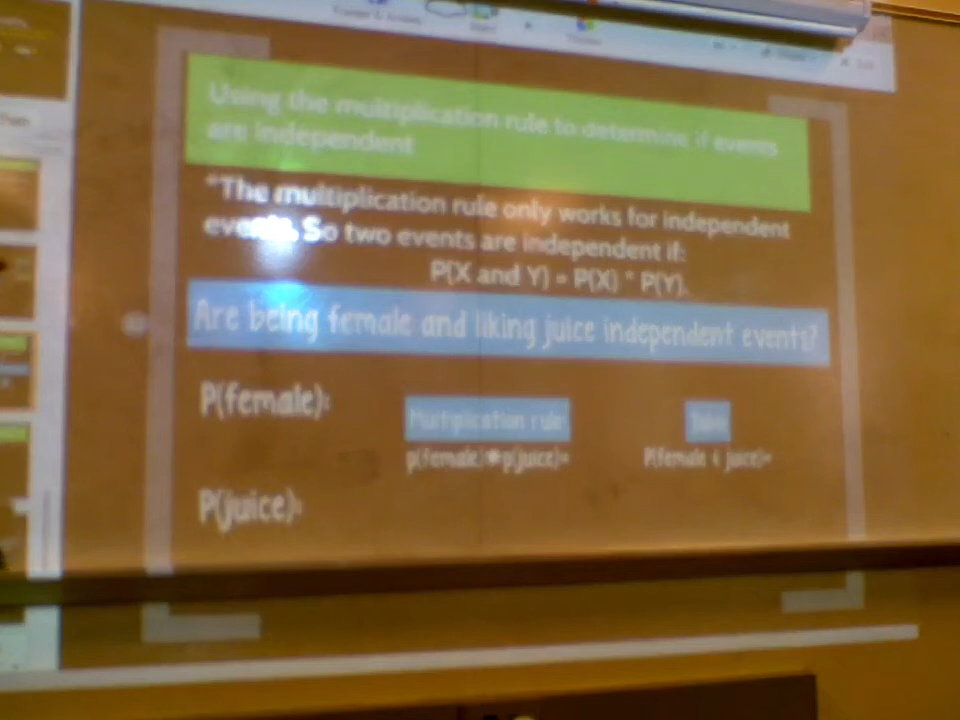 Using the multiplication rule to determine if events
are independent
*The multiplication rule only works for independent
events. So two events are independent if:
P(X and Y) = P(X) * P(Y).
Are being female and liking juice independent events?
P(female):
Multiplication rule
p(female)*p(juice)=
P(female & juice)=
P(juice):